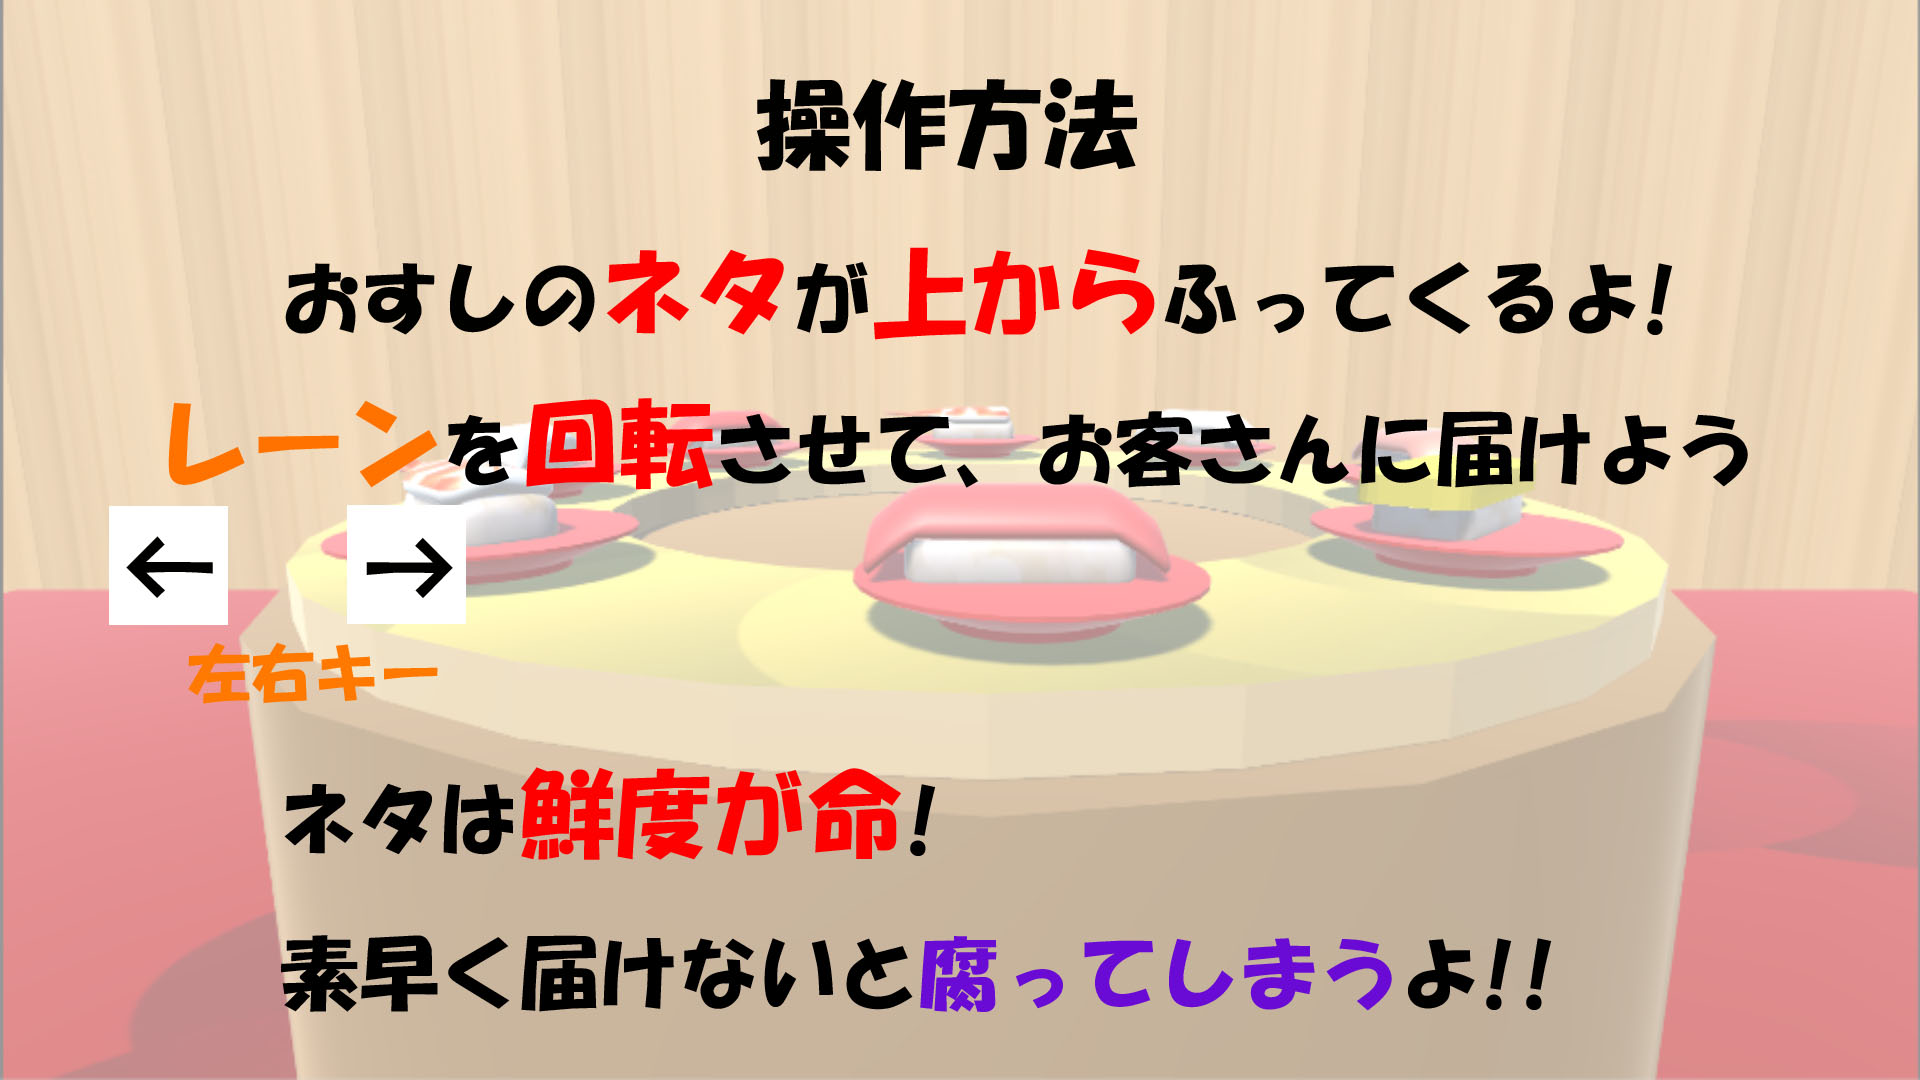 操作方法
おすしのネタが上からふってくるよ!
レーンを回転させて、お客さんに届けよう
← →
左右キー
ネタは鮮度が命!
素早く届けないと腐ってしまうよ!!